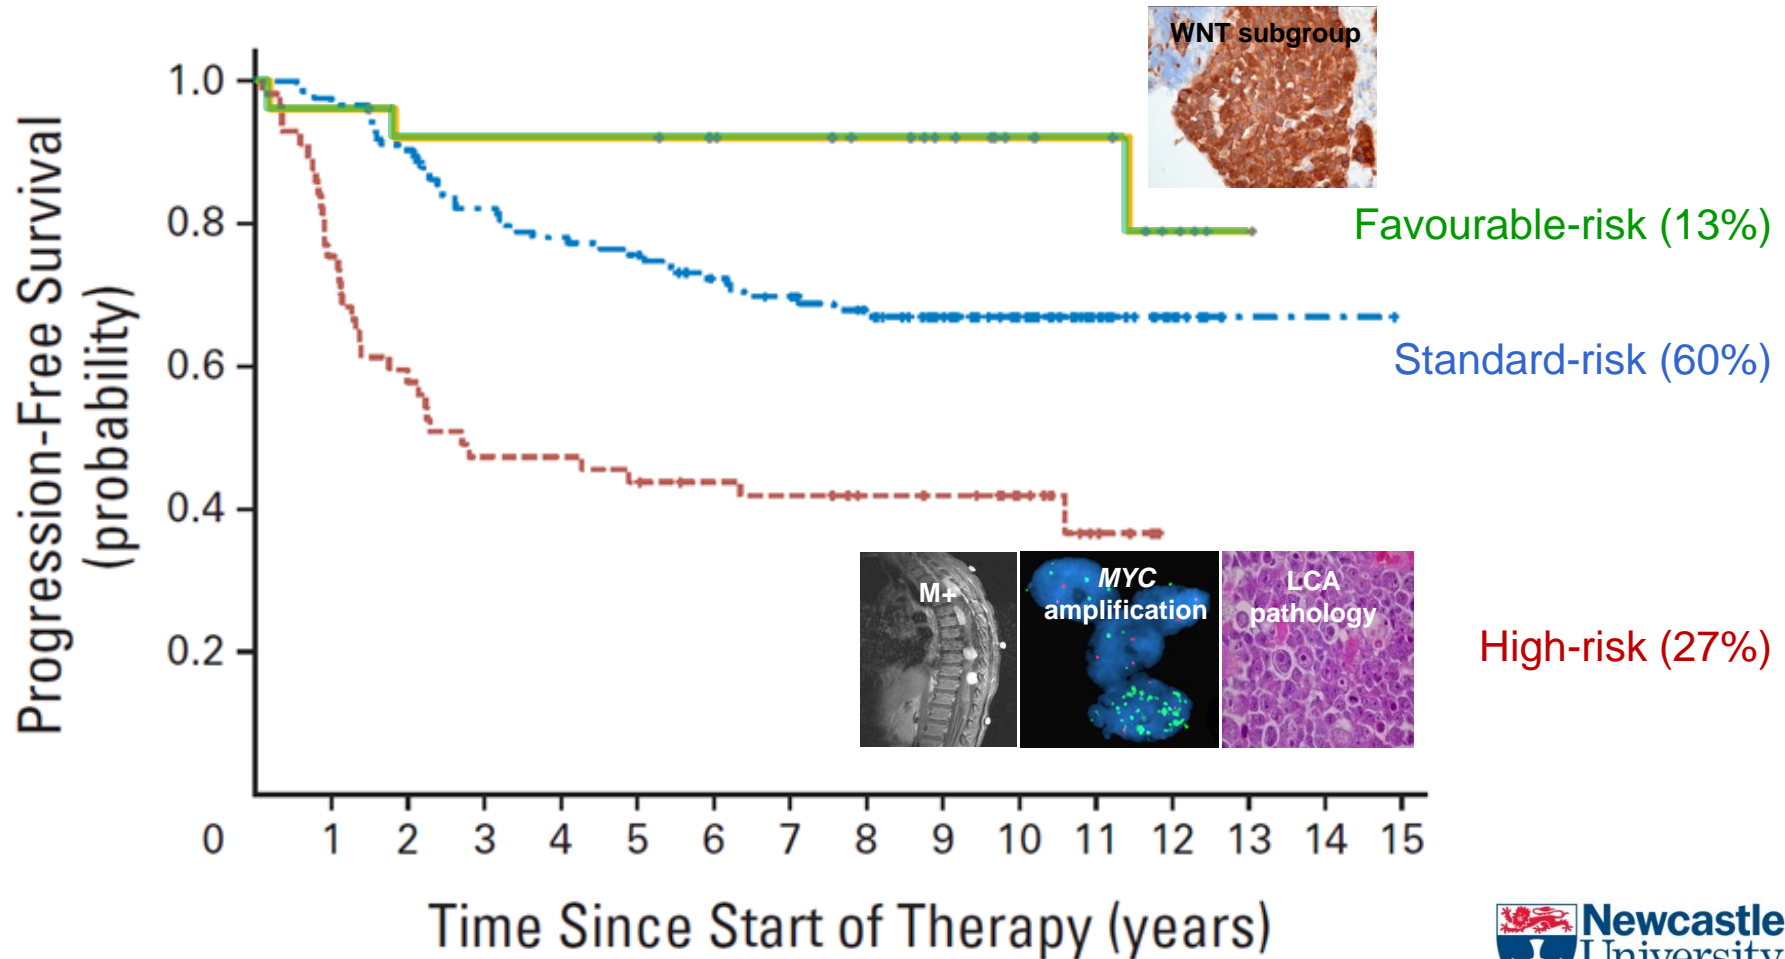 WNT subgroup
Progression-Free Survival
(probability)
1.0
0.8
0.6
0.4
0.2
0
Favourable-risk (13%)
Standard-risk (60%)
High-risk (27%)
M+
MYC
amplification
LCA
pathology
1 2 3 4 5 6 7 8 9 10 11 12 13 14 15
Time Since Start of Therapy (years)
Newcastle
University